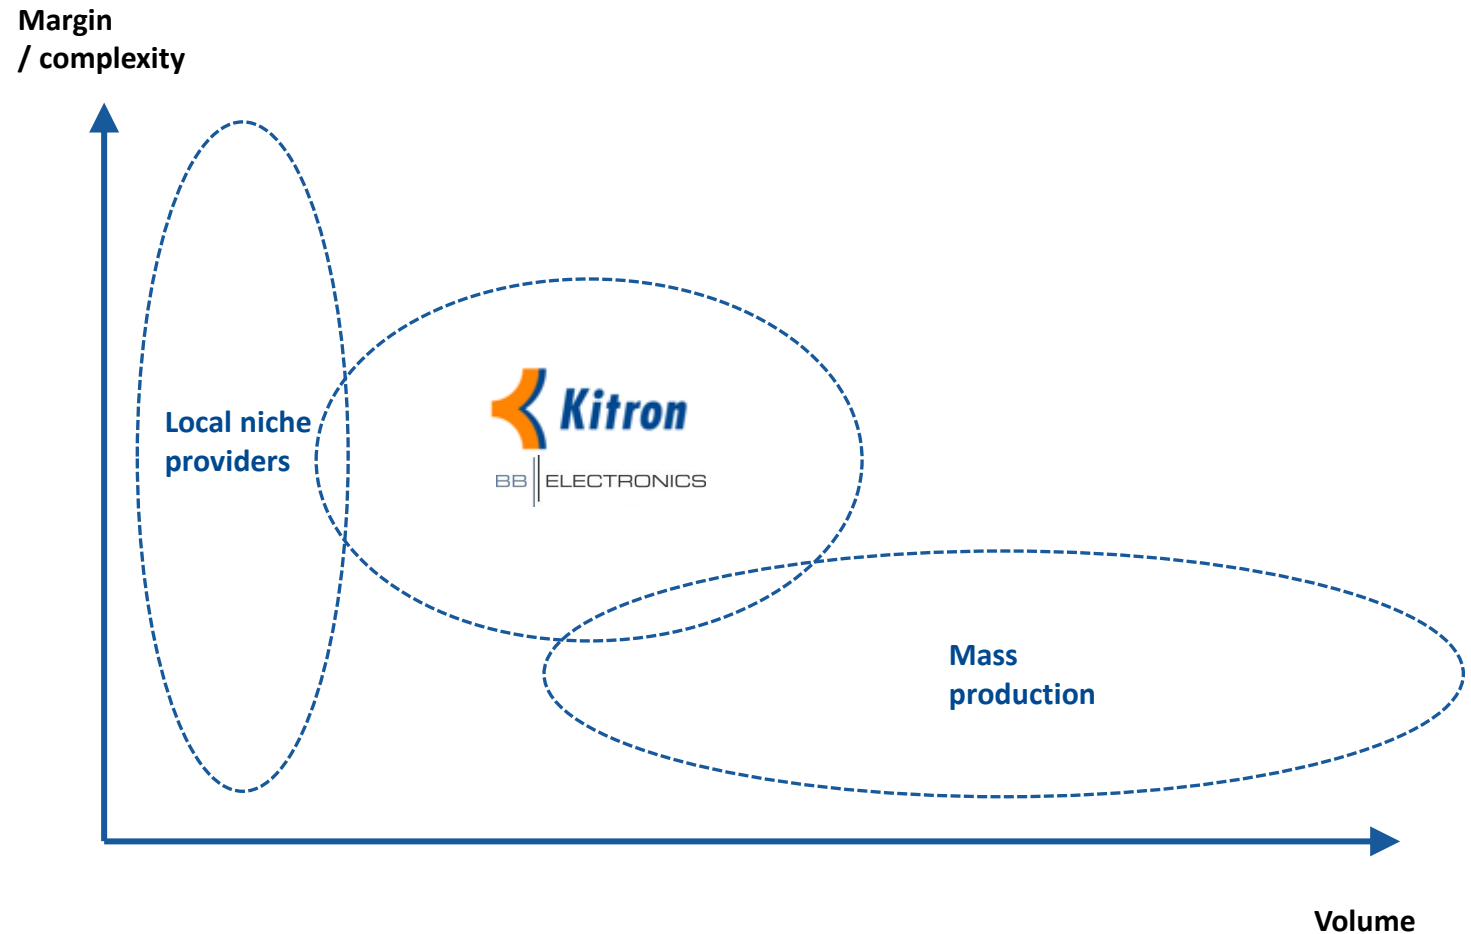 Margin
/ complexity
Local niche
providers
Kitron
BB ELECTRONICS
Mass
production
Volume